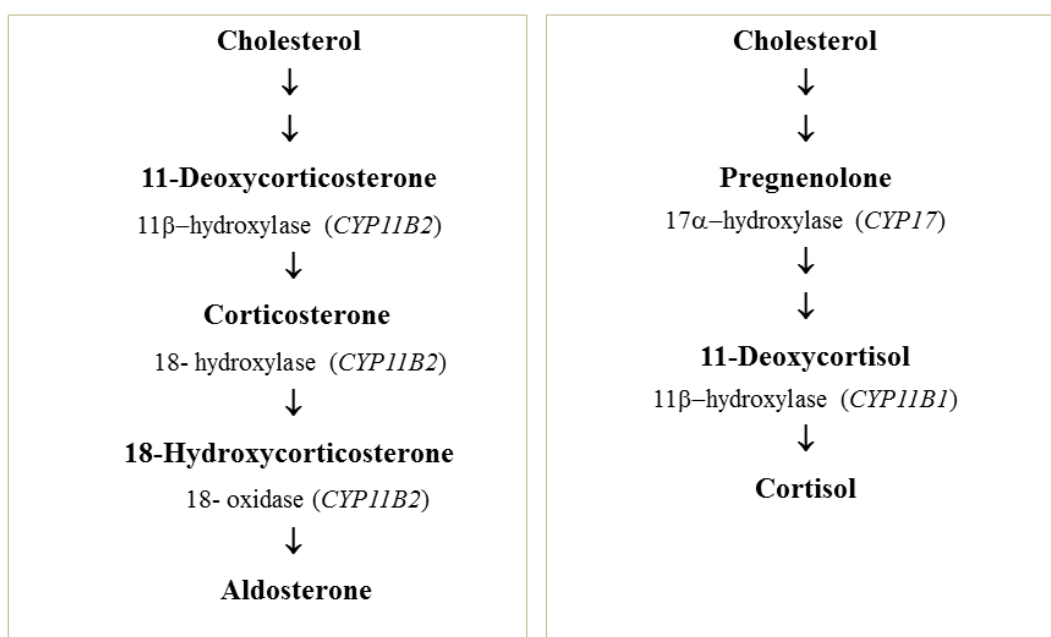 Cholesterol
↓
↓
11-Deoxycorticosterone
11β–hydroxylase (CYP11B2)
↓
Corticosterone
18- hydroxylase (CYP11B2)
↓
18-Hydroxycorticosterone
18- oxidase (CYP11B2)
↓
Aldosterone
Cholesterol
↓
↓
Pregnenolone
17α–hydroxylase (CYP17)
↓
↓
11-Deoxycortisol
11β–hydroxylase (CYP11B1)
↓
Cortisol